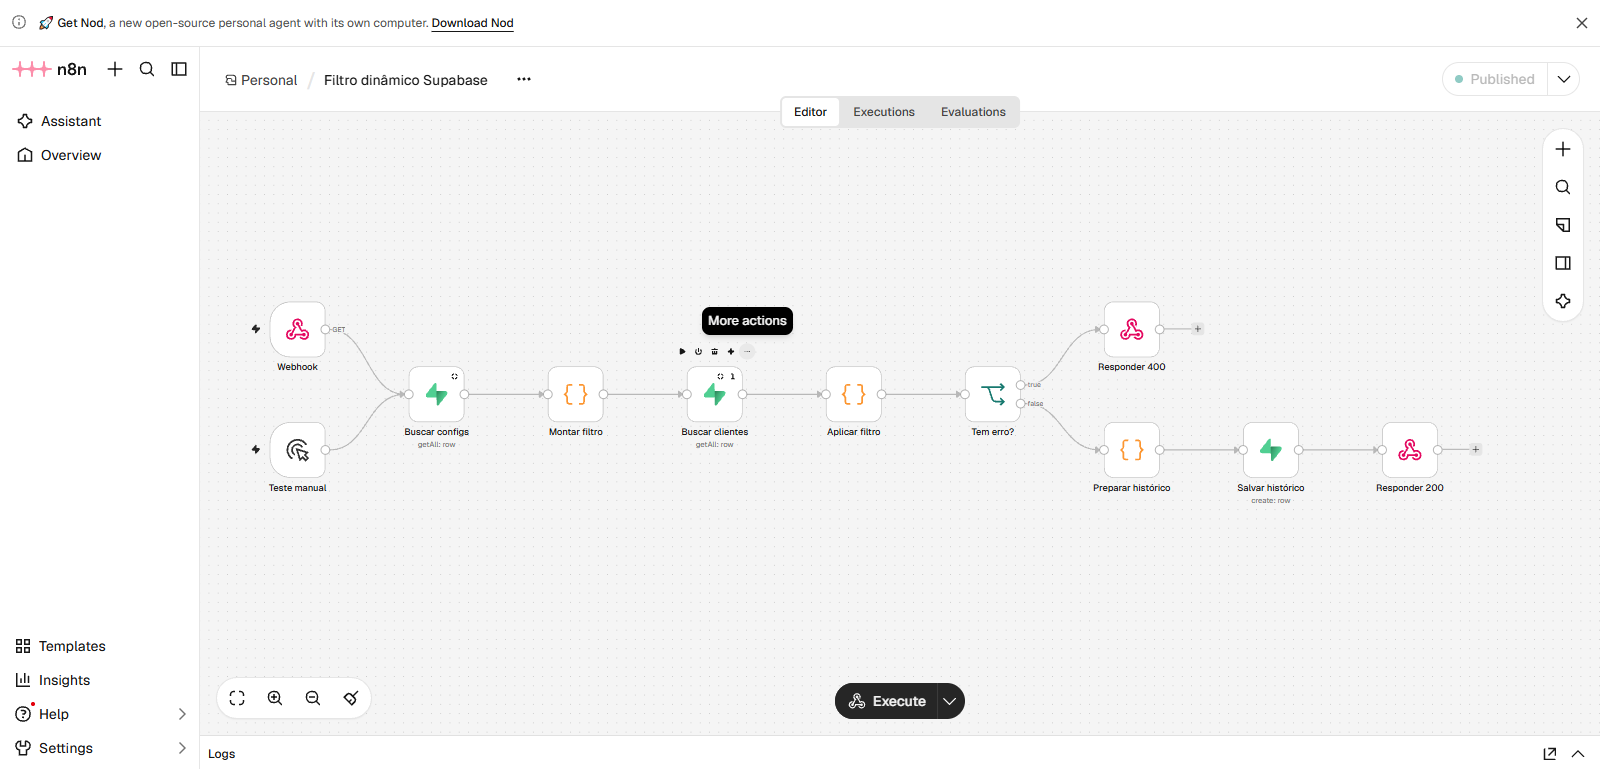 🚀 Get Nod, a new open-source personal agent with its own computer. Download Nod
n8n
Personal / Filtro dinâmico Supabase
Published
Editor Executions Evaluations
Assistant
Overview
More actions
GET
Webhook
Teste manual
Buscar configs
getAll: row
Montar filtro
1
Buscar clientes
getAll: row
Aplicar filtro
true
false
Tem erro?
Responder 400
Preparar histórico
Salvar histórico
create: row
Responder 200
Templates
Insights
Help
Settings
Execute
Logs